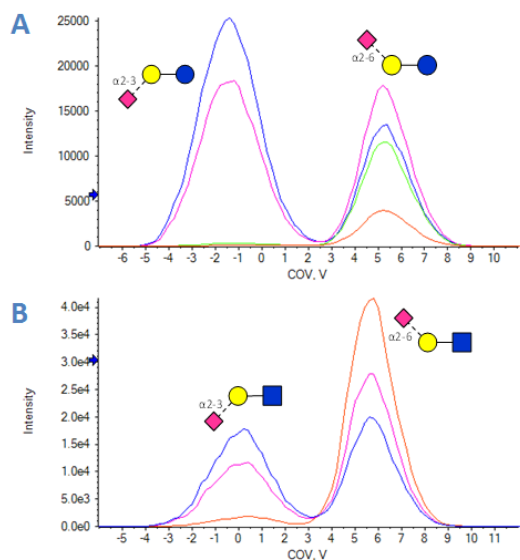 A
25000
20000
15000
10000
5000
0
Intensity
α2-3
α2-6
-6 -5 -4 -3 -2 -1 0 1 2 3 4 5 6 7 8 9 10
COV, V
B
4.0e4
3.5e4
3.0e4
2.5e4
2.0e4
1.5e4
1.0e4
5.0e3
0.0e0
Intensity
α2-3
α2-6
-5 -4 -3 -2 -1 0 1 2 3 4 5 6 7 8 9 10 11
COV, V